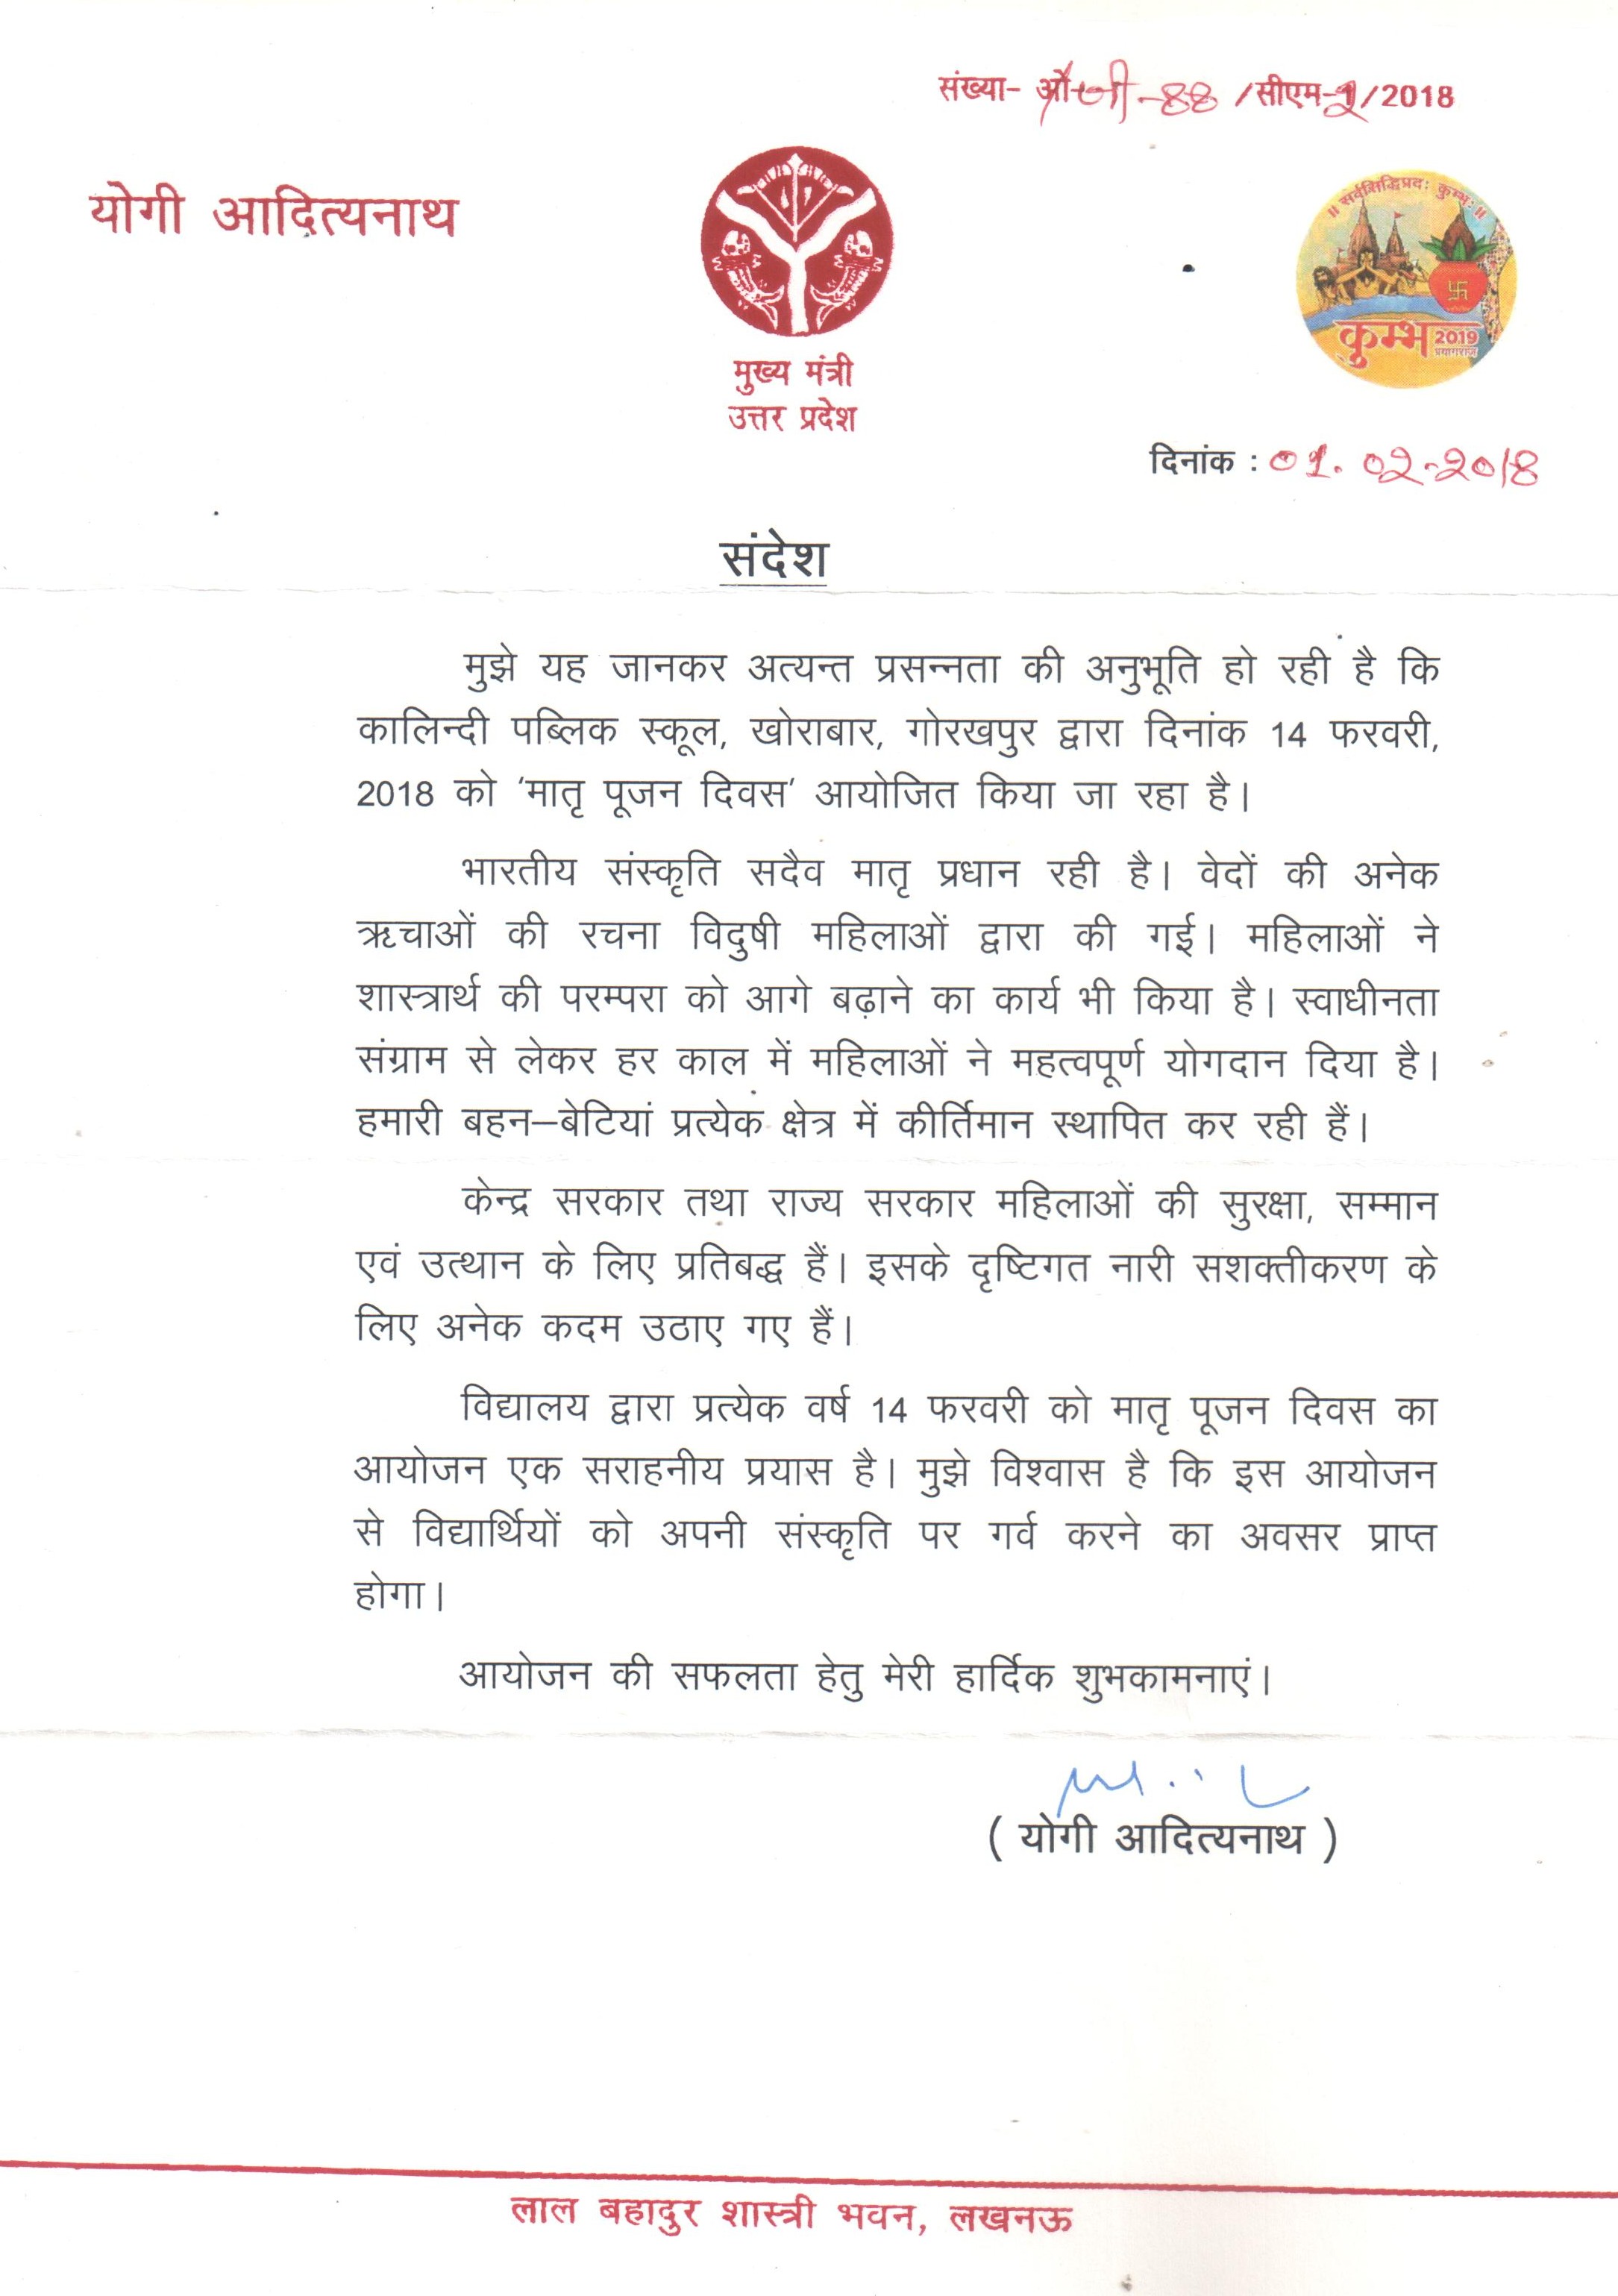 संख्या- जी-88 /सीएम-2/2018
योगी आदित्यनाथ
॥ सर्वसिद्धिप्रदः कुम्भः ॥
कुम्भ 2019
प्रयागराज
मुख्य मंत्री
उत्तर प्रदेश
दिनांक : 01.02-2018
संदेश
मुझे यह जानकर अत्यन्त प्रसन्नता की अनुभूति हो रही है कि
कालिन्दी पब्लिक स्कूल, खोराबार, गोरखपुर द्वारा दिनांक 14 फरवरी,
2018 को ‘मातृ पूजन दिवस’ आयोजित किया जा रहा है।
भारतीय संस्कृति सदैव मातृ प्रधान रही है। वेदों की अनेक
ऋचाओं की रचना विदुषी महिलाओं द्वारा की गई। महिलाओं ने
शास्त्रार्थ की परम्परा को आगे बढ़ाने का कार्य भी किया है। स्वाधीनता
संग्राम से लेकर हर काल में महिलाओं ने महत्वपूर्ण योगदान दिया है।
हमारी बहन–बेटियां प्रत्येक क्षेत्र में कीर्तिमान स्थापित कर रही हैं।
केन्द्र सरकार तथा राज्य सरकार महिलाओं की सुरक्षा, सम्मान
एवं उत्थान के लिए प्रतिबद्ध हैं। इसके दृष्टिगत नारी सशक्तीकरण के
लिए अनेक कदम उठाए गए हैं।
विद्यालय द्वारा प्रत्येक वर्ष 14 फरवरी को मातृ पूजन दिवस का
आयोजन एक सराहनीय प्रयास है। मुझे विश्वास है कि इस आयोजन
से विद्यार्थियों को अपनी संस्कृति पर गर्व करने का अवसर प्राप्त
होगा।
आयोजन की सफलता हेतु मेरी हार्दिक शुभकामनाएं।
( योगी आदित्यनाथ )
लाल बहादुर शास्त्री भवन, लखनऊ